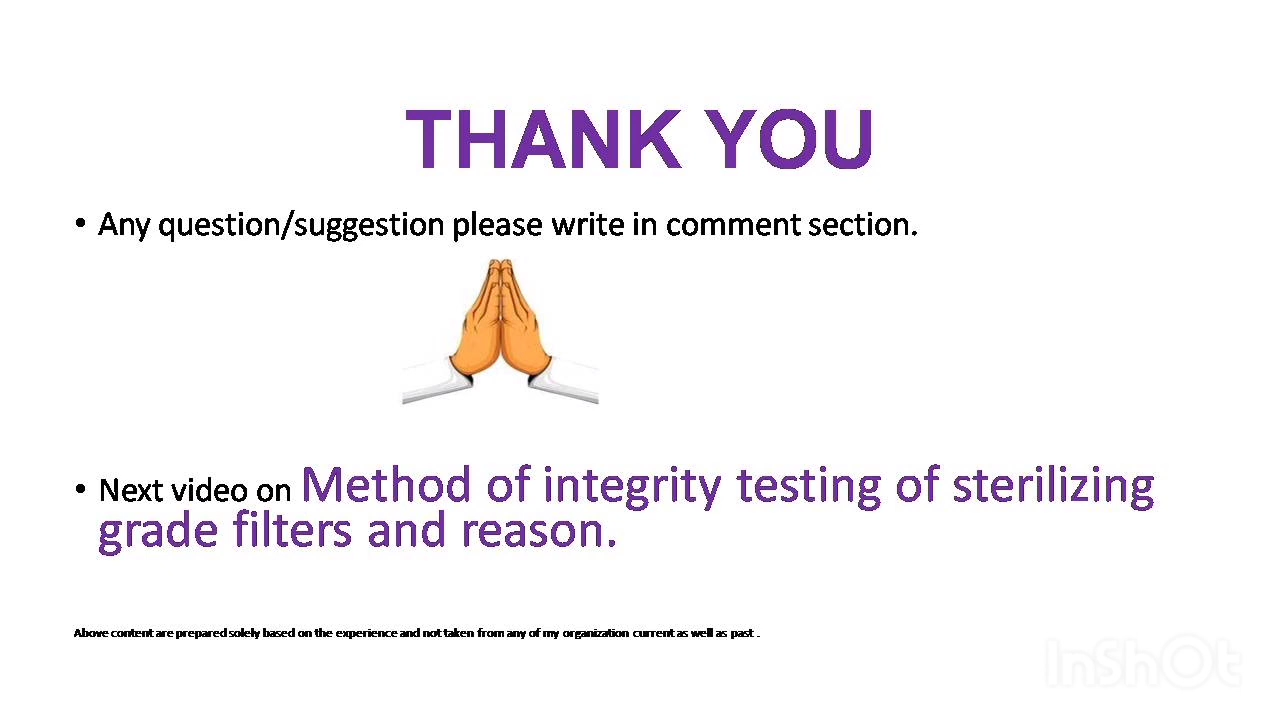 THANK YOU
• Any question/suggestion please write in comment section.
• Next video on Method of integrity testing of sterilizing
grade filters and reason.
Above content are prepared solely based on the experience and not taken from any of my organization current as well as past .
InShOt